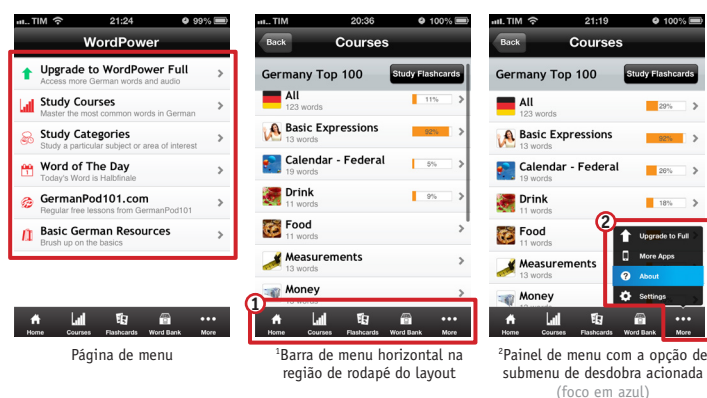 TIM 21:24 99%
WordPower
Upgrade to WordPower Full
Access more German words and audio
Study Courses
Master the most common words in German
Study Categories
Study a particular subject or area of interest
Word of The Day
Today's Word is Halbfinale
GermanPod101.com
Regular free lessons from GermanPod101
Basic German Resources
Brush up on the basics
Home Courses Flashcards Word Bank More
Página de menu
TIM 20:36 100%
Back Courses
Germany Top 100 Study Flashcards
All
123 words
11%
Basic Expressions
13 words
92%
Calendar - Federal
19 words
5%
Drink
11 words
9%
Food
11 words
Measurements
13 words
Money
1
Home Courses Flashcards Word Bank More
¹Barra de menu horizontal na
região de rodapé do layout
TIM 21:19 100%
Back Courses
Germany Top 100 Study Flashcards
All
123 words
29%
Basic Expressions
13 words
92%
Calendar - Federal
19 words
26%
Drink
11 words
18%
Food
11 words
Measurements
13 words
Money
2
Upgrade to Full
More Apps
About
Settings
Home Courses Flashcards Word Bank More
²Painel de menu com a opção de
submenu de desdobra acionada
(foco em azul)